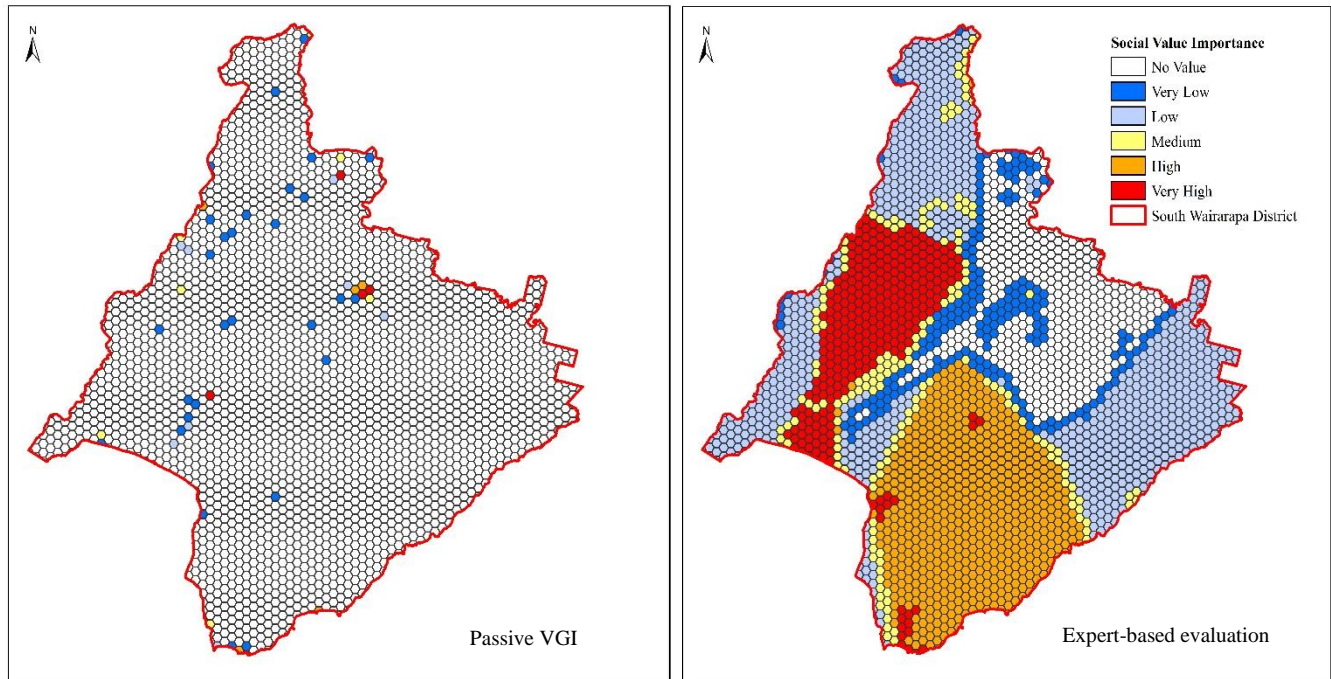 N
Passive VGI
N
Social Value Importance
No Value
Very Low
Low
Medium
High
Very High
South Wairarapa District
Expert-based evaluation